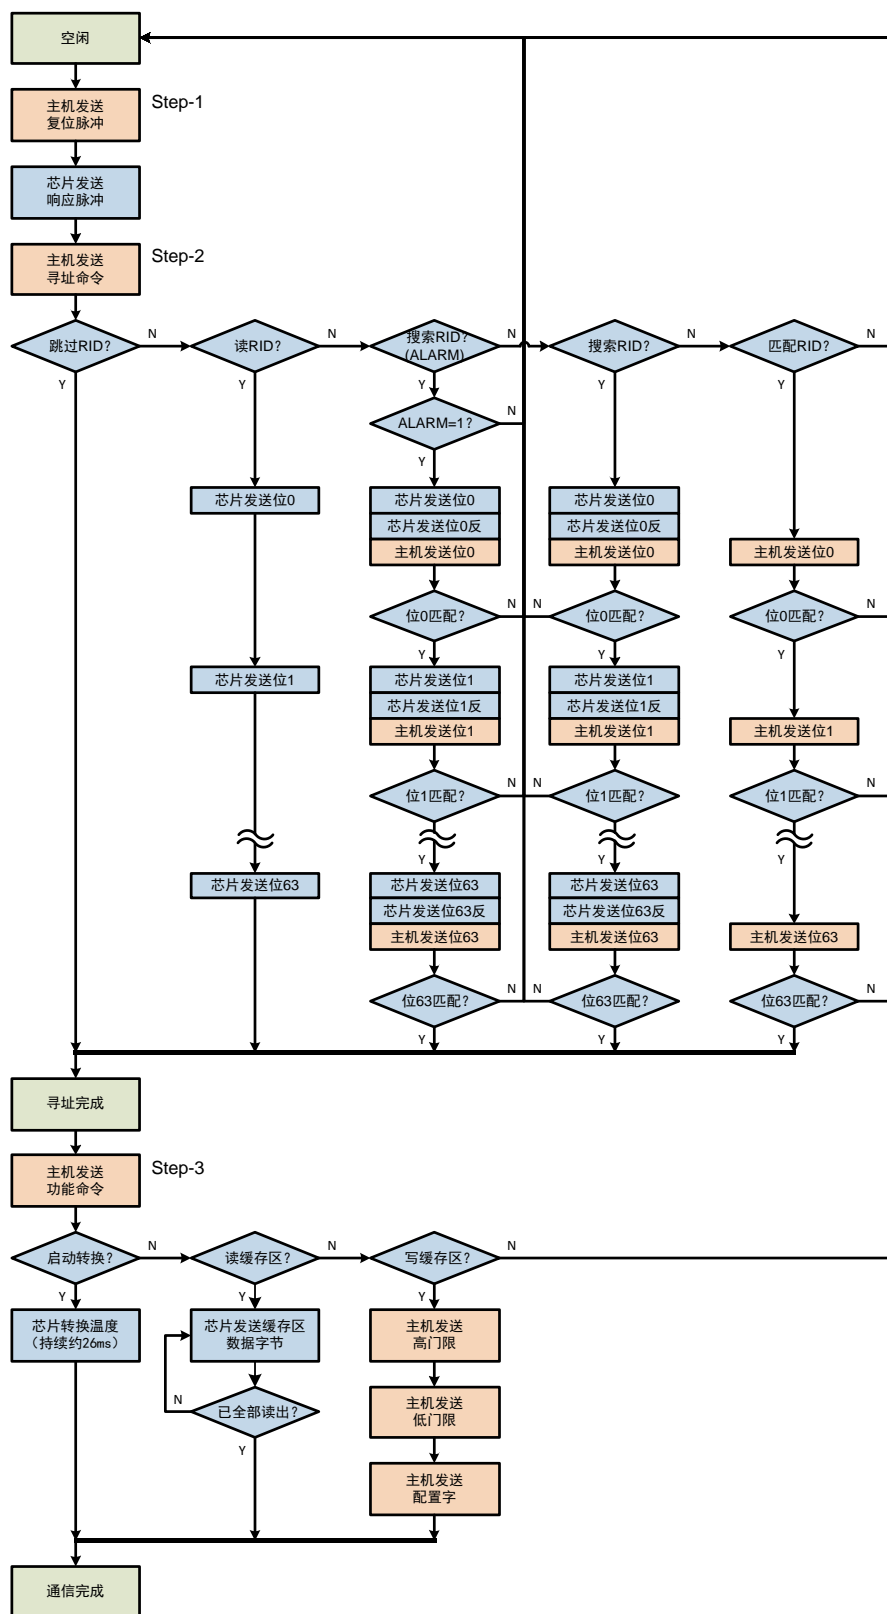 空闲
主机发送
复位脉冲
Step-1
芯片发送
响应脉冲
主机发送
寻址命令
Step-2
跳过RID?
N
读RID?
N
搜索RID?
(ALARM)
N
搜索RID?
N
匹配RID?
N
Y
Y
Y
Y
Y
ALARM=1?
N
Y
芯片发送位0
芯片发送位0
芯片发送位0反
主机发送位0
芯片发送位0
芯片发送位0反
主机发送位0
主机发送位0
位0匹配?
N
N
位0匹配?
位0匹配?
N
Y
Y
Y
芯片发送位1
芯片发送位1
芯片发送位1反
主机发送位1
芯片发送位1
芯片发送位1反
主机发送位1
主机发送位1
位1匹配?
N
N
位1匹配?
位1匹配?
N
Y
Y
Y
芯片发送位63
芯片发送位63
芯片发送位63反
主机发送位63
芯片发送位63
芯片发送位63反
主机发送位63
主机发送位63
位63匹配?
N
N
位63匹配?
位63匹配?
N
Y
Y
Y
寻址完成
主机发送
功能命令
Step-3
启动转换?
N
读缓存区?
N
写缓存区?
N
Y
Y
Y
芯片转换温度
(持续约26ms)
芯片发送缓存区
数据字节
主机发送
高门限
N
已全部读出?
Y
主机发送
低门限
主机发送
配置字
通信完成